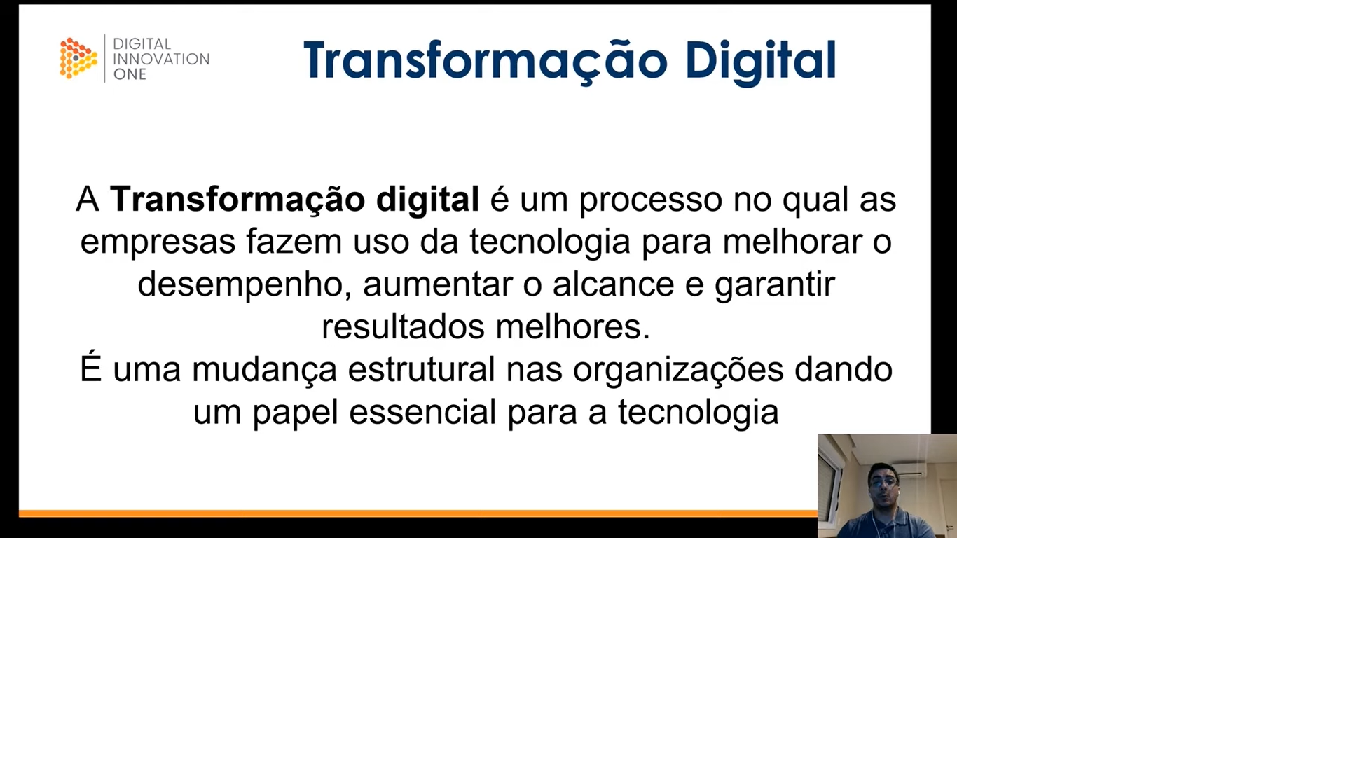 DIGITAL
INNOVATION
ONE
Transformação Digital
A Transformação digital é um processo no qual as
empresas fazem uso da tecnologia para melhorar o
desempenho, aumentar o alcance e garantir
resultados melhores.
É uma mudança estrutural nas organizações dando
um papel essencial para a tecnologia